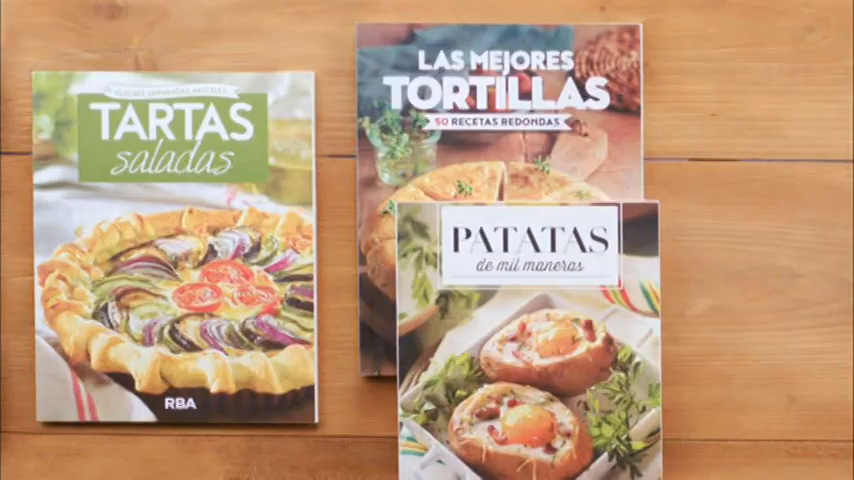 TARTAS
saladas
RBA
LAS MEJORES
TORTILLAS
50 RECETAS REDONDAS
PATATAS
de mil maneras